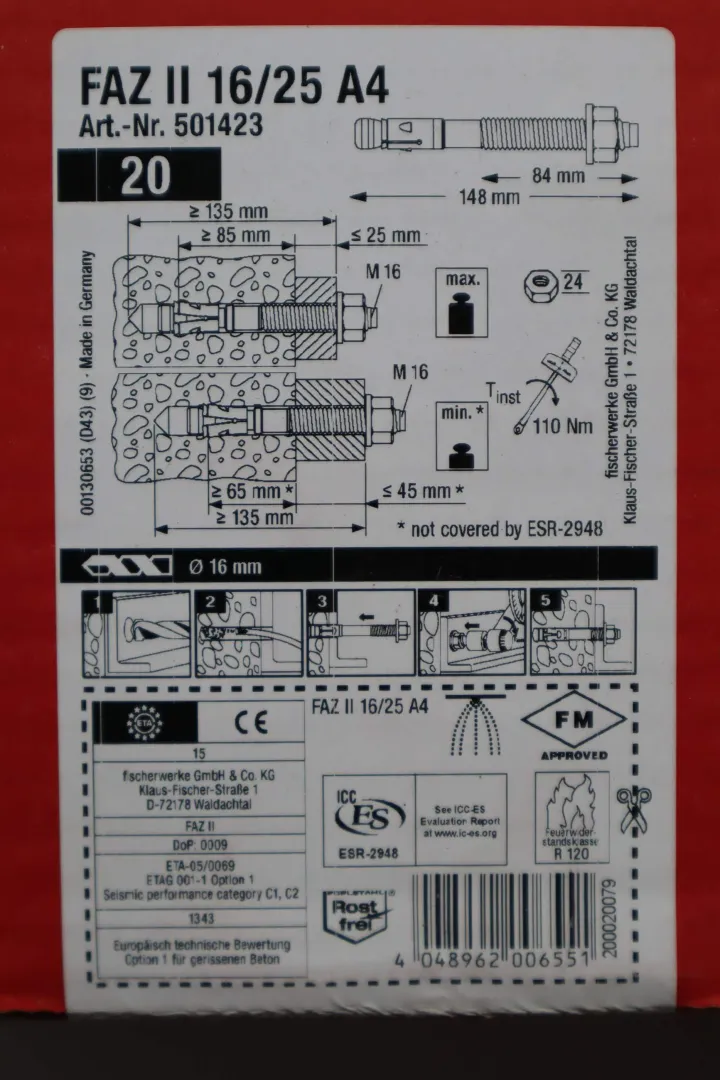 FAZ II 16/25 A4
Art.-Nr. 501423
20
84 mm
148 mm
≥ 135 mm
≥ 85 mm
≤ 25 mm
M 16
max.
24
M 16
min. *
Tinst
110 Nm
≥ 65 mm *
≤ 45 mm *
≥ 135 mm
* not covered by ESR-2948
00130653 (D43) (9) · Made in Germany
fischerwerke GmbH & Co. KG
Klaus-Fischer-Straße 1 • 72178 Waldachtal
Ø 16 mm
1
2
3
4
5
ETA
CE
15
fischerwerke GmbH & Co. KG
Klaus-Fischer-Straße 1
D-72178 Waldachtal
FAZ II
DoP: 0009
ETA-05/0069
ETAG 001-1 Option 1
Seismic performance category C1, C2
1343
Europäisch technische Bewertung
Option 1 für gerissenen Beton
FAZ II 16/25 A4
FM
APPROVED
ICC
ES
ESR-2948
See ICC-ES
Evaluation Report
at www.ic-es.org
Feuerwider-
standsklasse
R 120
EDELSTAHL®
Rost
frei
4 048962 006551
200020079